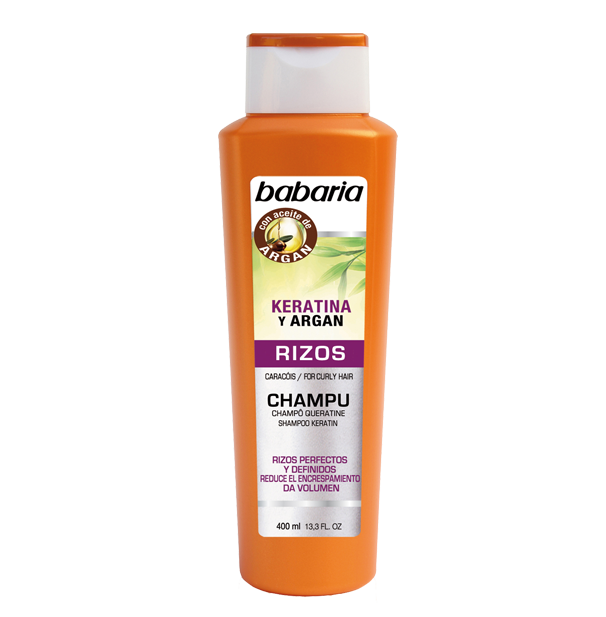 babaria
con aceite de
ARGAN
KERATINA
Y ARGAN
RIZOS
CARACÓIS / FOR CURLY HAIR
CHAMPU
CHAMPÔ QUERATINE
SHAMPOO KERATIN
RIZOS PERFECTOS
Y DEFINIDOS
REDUCE EL ENCRESPAMIENTO
DA VOLUMEN
400 ml 13,3 FL. OZ